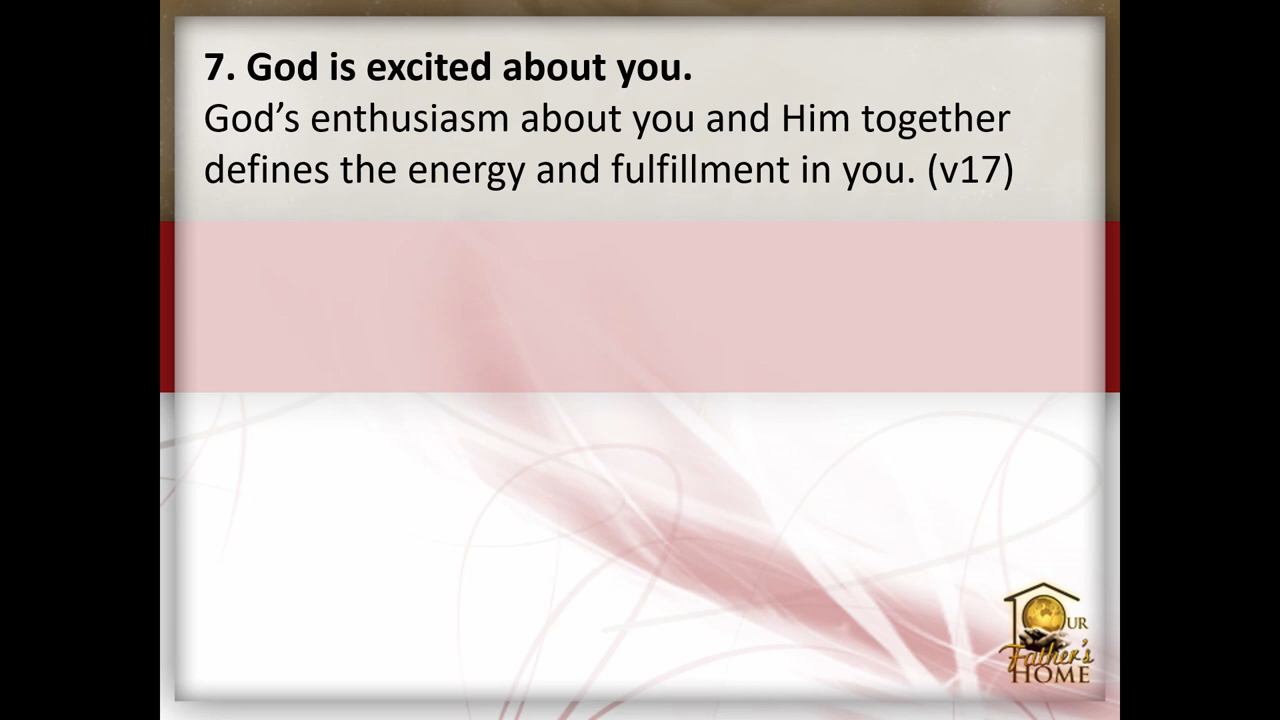 7. God is excited about you.
God’s enthusiasm about you and Him together
defines the energy and fulfillment in you. (v17)
OUR
Father's
HOME